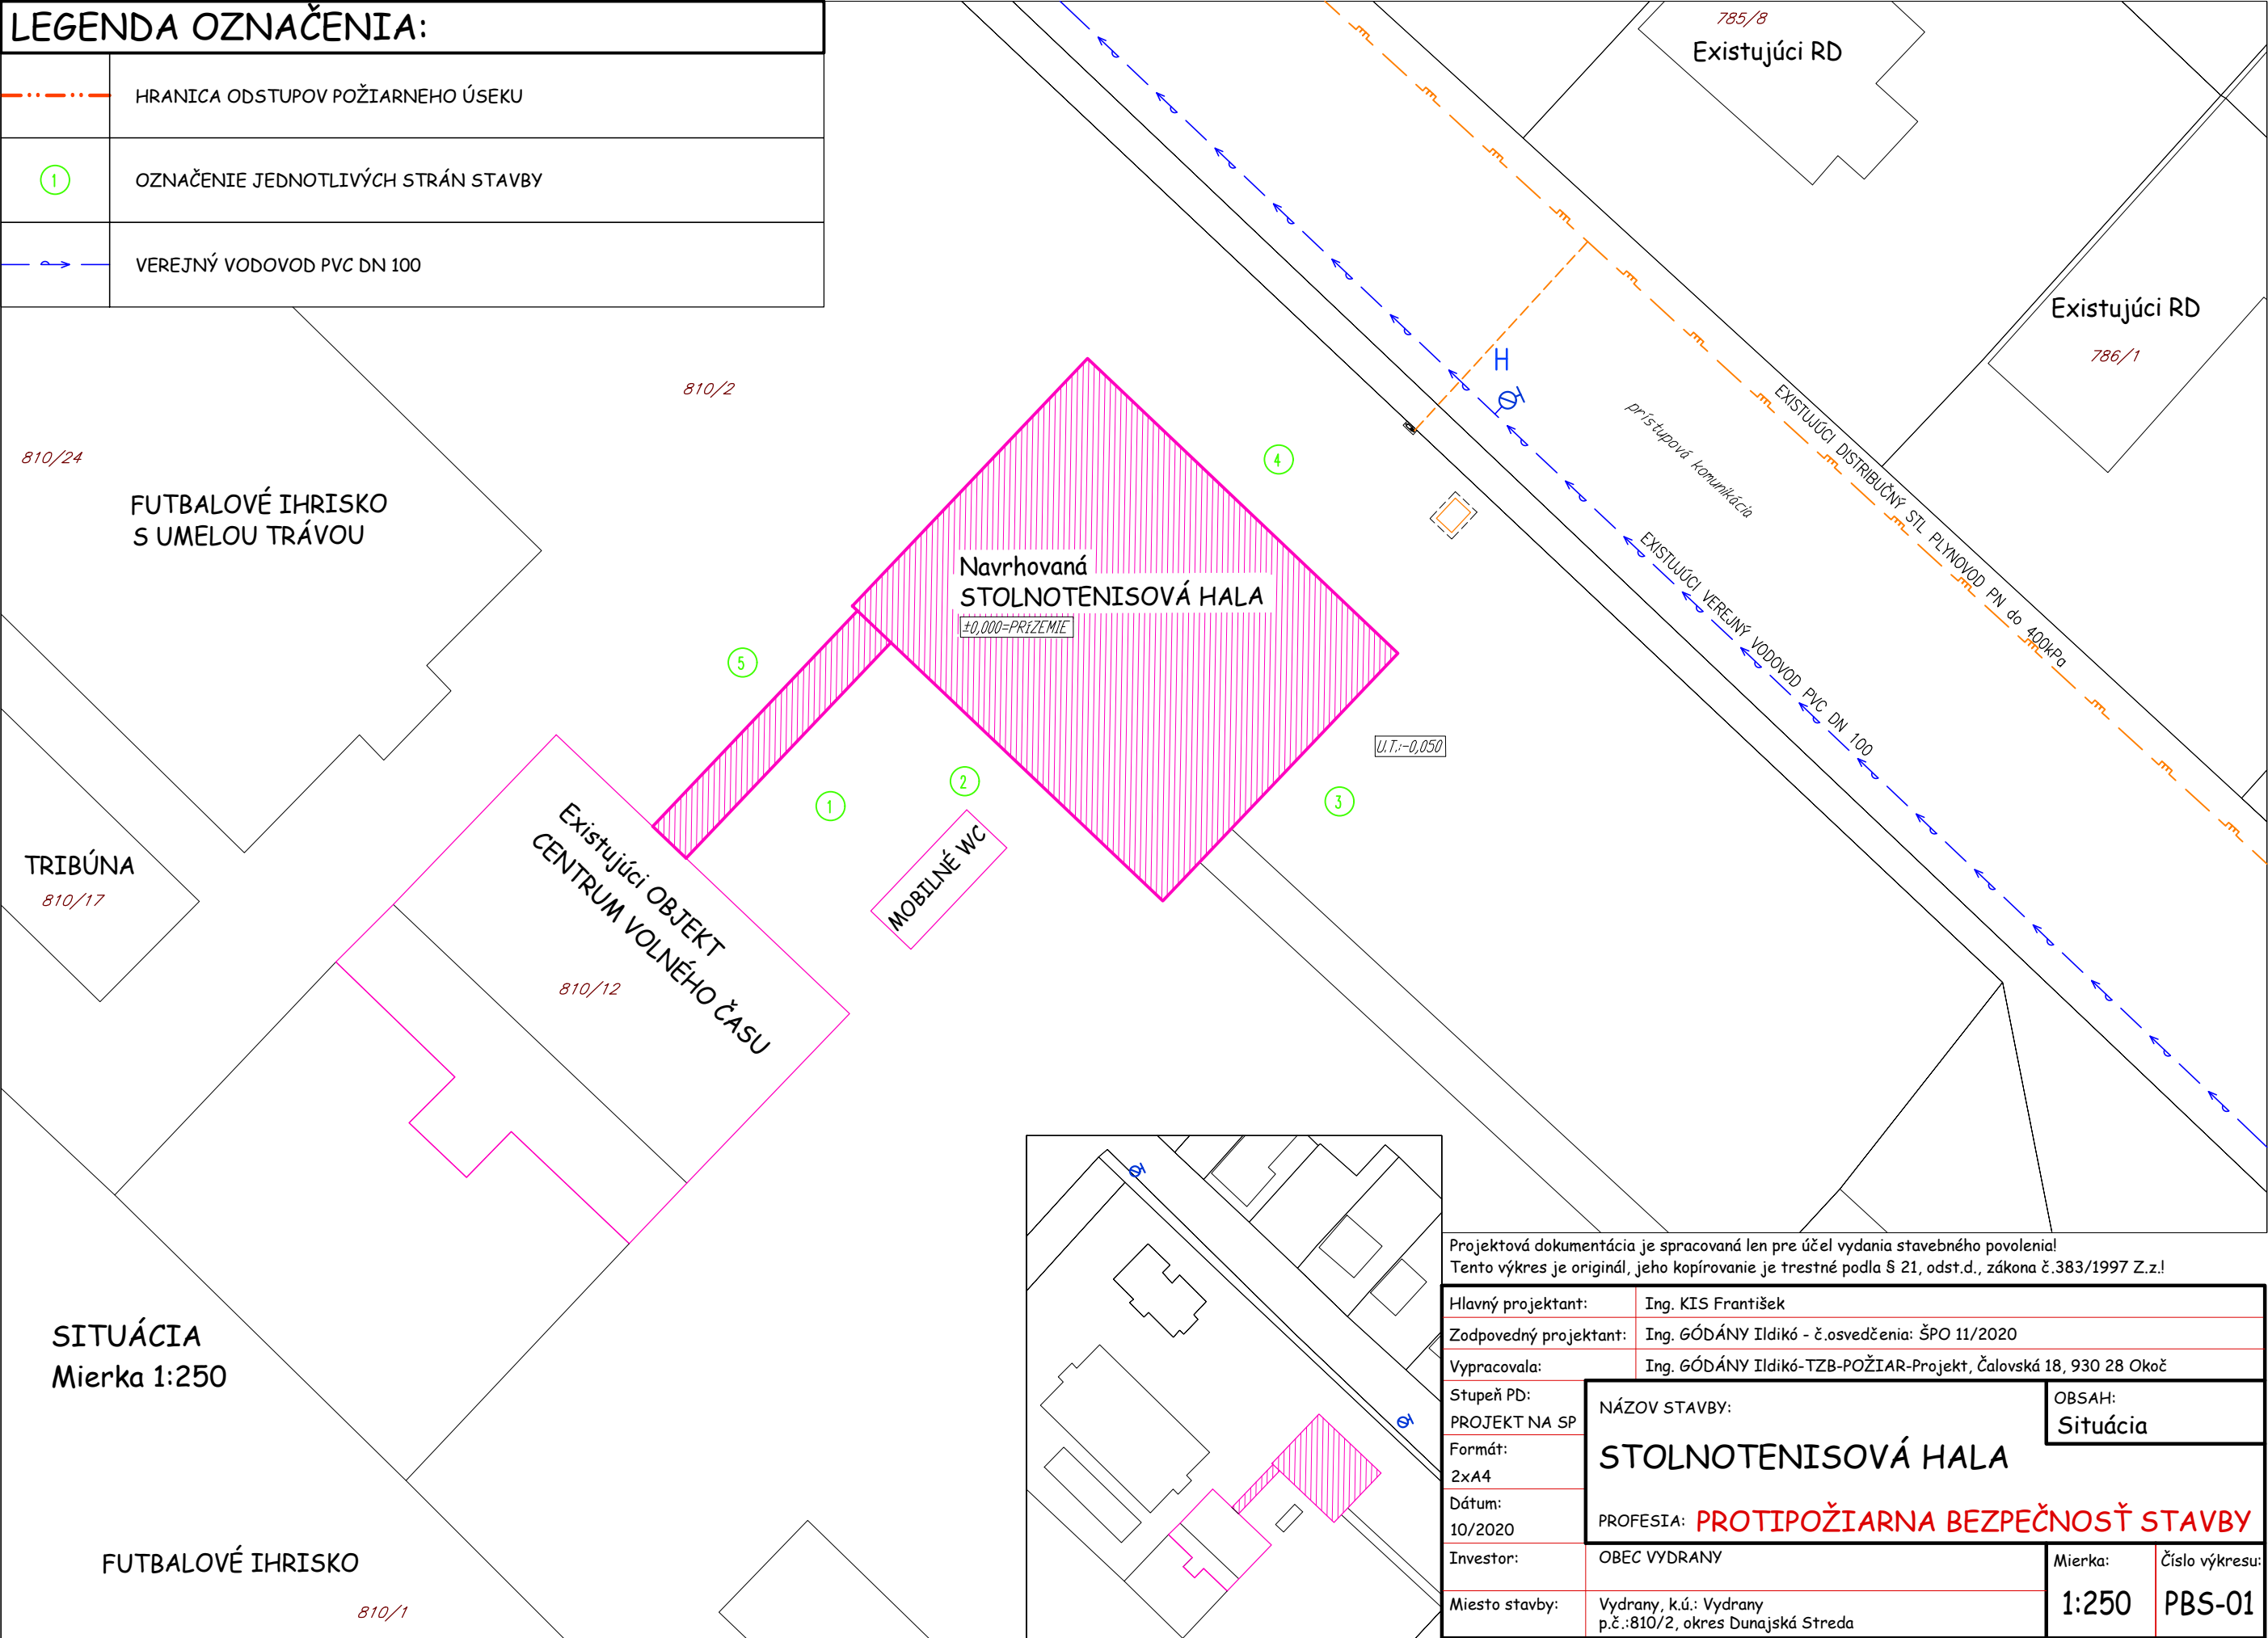 LEGENDA OZNAČENIA:
HRANICA ODSTUPOV POŽIARNEHO ÚSEKU
1
OZNAČENIE JEDNOTLIVÝCH STRÁN STAVBY
VEREJNÝ VODOVOD PVC DN 100
785/8
Existujúci RD
Existujúci RD
786/1
810/2
810/24
FUTBALOVÉ IHRISKO
S UMELOU TRÁVOU
H
prístupová komunikácia
EXISTUJÚCI DISTRIBUČNÝ STL PLYNOVOD PN do 400kPa
EXISTUJÚCI VEREJNÝ VODOVOD PVC DN 100
4
Navrhovaná
STOLNOTENISOVÁ HALA
±0,000=PRÍZEMIE
5
U.T.:-0,050
2
1
3
MOBILNÉ WC
TRIBÚNA
810/17
Existujúci OBJEKT
CENTRUM VOLNÉHO ČASU
810/12
SITUÁCIA
Mierka 1:250
FUTBALOVÉ IHRISKO
810/1
Projektová dokumentácia je spracovaná len pre účel vydania stavebného povolenia!
Tento výkres je originál, jeho kopírovanie je trestné podla § 21, odst.d., zákona č.383/1997 Z.z.!
Hlavný projektant: Ing. KIS František
Zodpovedný projektant: Ing. GÓDÁNY Ildikó - č.osvedčenia: ŠPO 11/2020
Vypracovala: Ing. GÓDÁNY Ildikó-TZB-POŽIAR-Projekt, Čalovská 18, 930 28 Okoč
Stupeň PD:
PROJEKT NA SP
Formát:
2xA4
Dátum:
10/2020
NÁZOV STAVBY:
STOLNOTENISOVÁ HALA
PROFESIA: PROTIPOŽIARNA BEZPEČNOSŤ STAVBY
OBSAH:
Situácia
Investor: OBEC VYDRANY
Miesto stavby: Vydrany, k.ú.: Vydrany
p.č.:810/2, okres Dunajská Streda
Mierka:
1:250
Číslo výkresu:
PBS-01